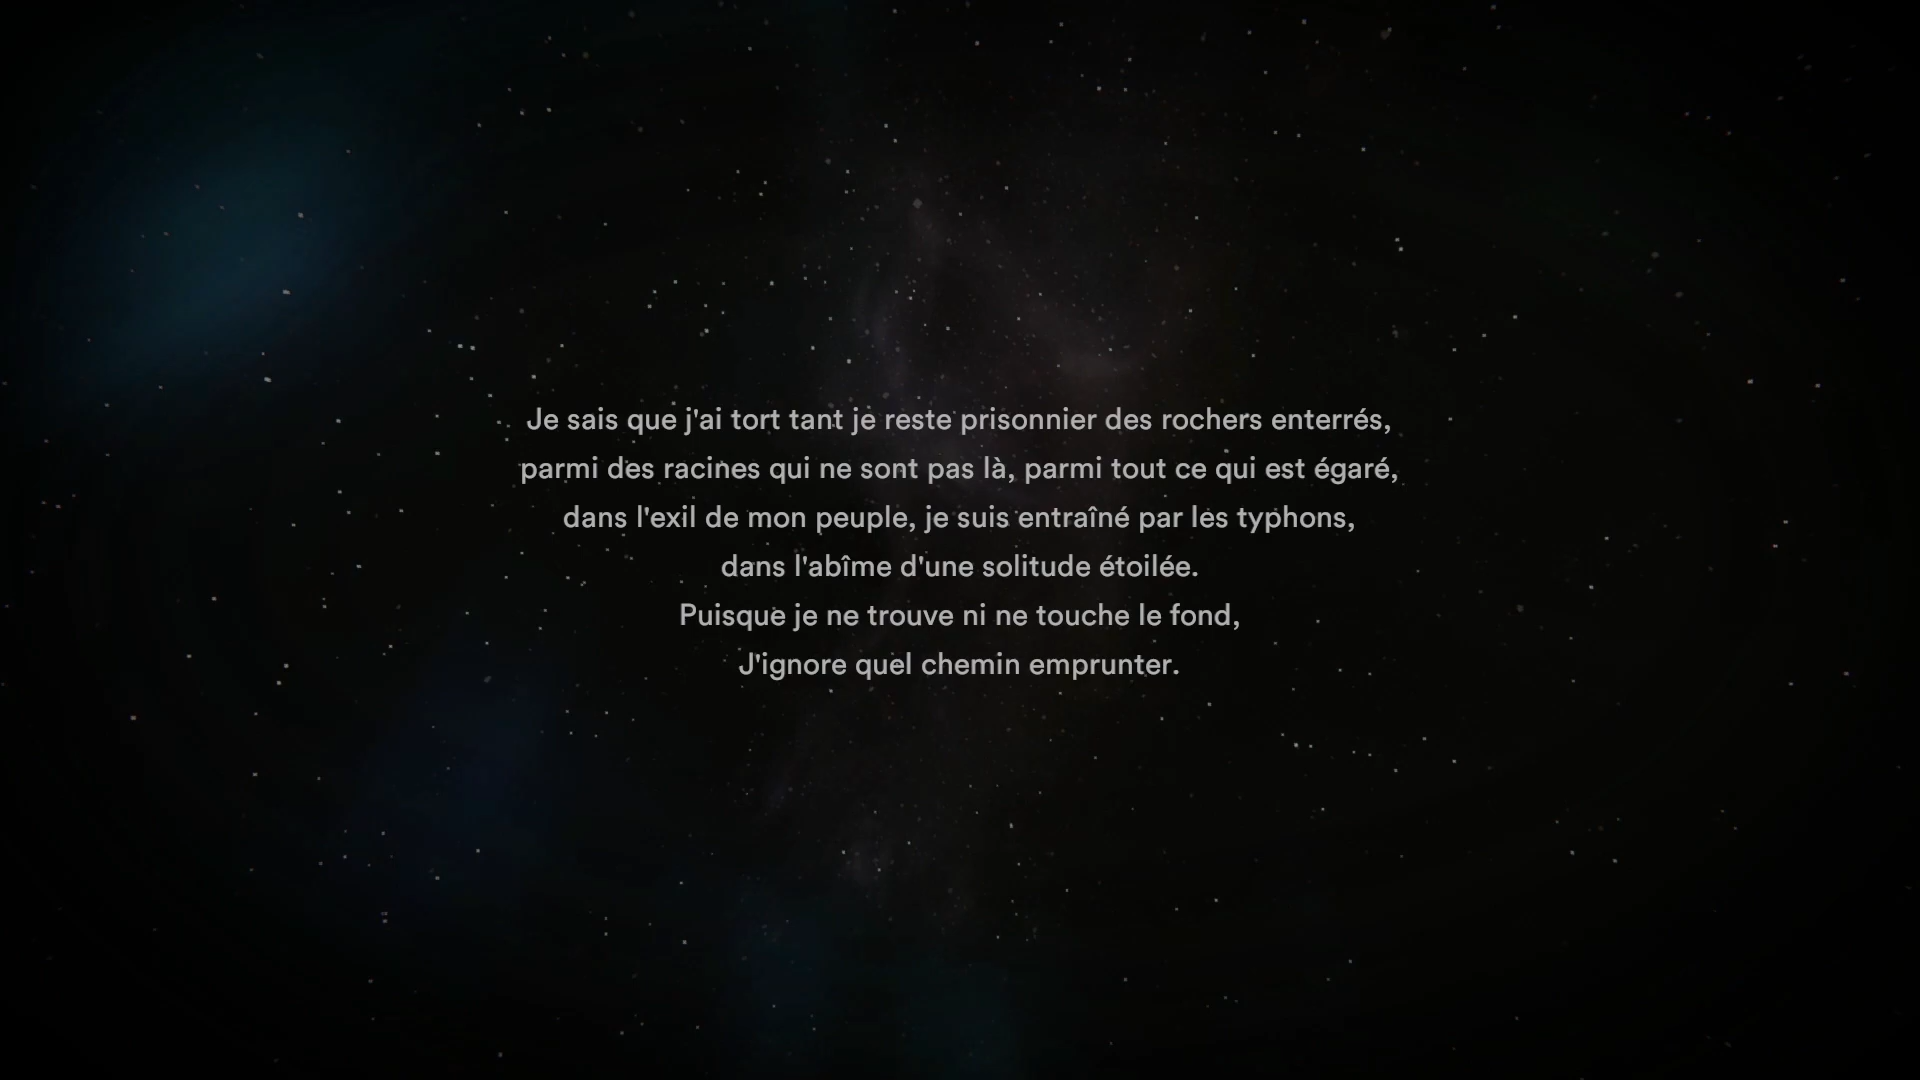 Je sais que j'ai tort tant je reste prisonnier des rochers enterrés,
parmi des racines qui ne sont pas là, parmi tout ce qui est égaré,
dans l'exil de mon peuple, je suis entraîné par les typhons,
dans l'abîme d'une solitude étoilée.
Puisque je ne trouve ni ne touche le fond,
J'ignore quel chemin emprunter.